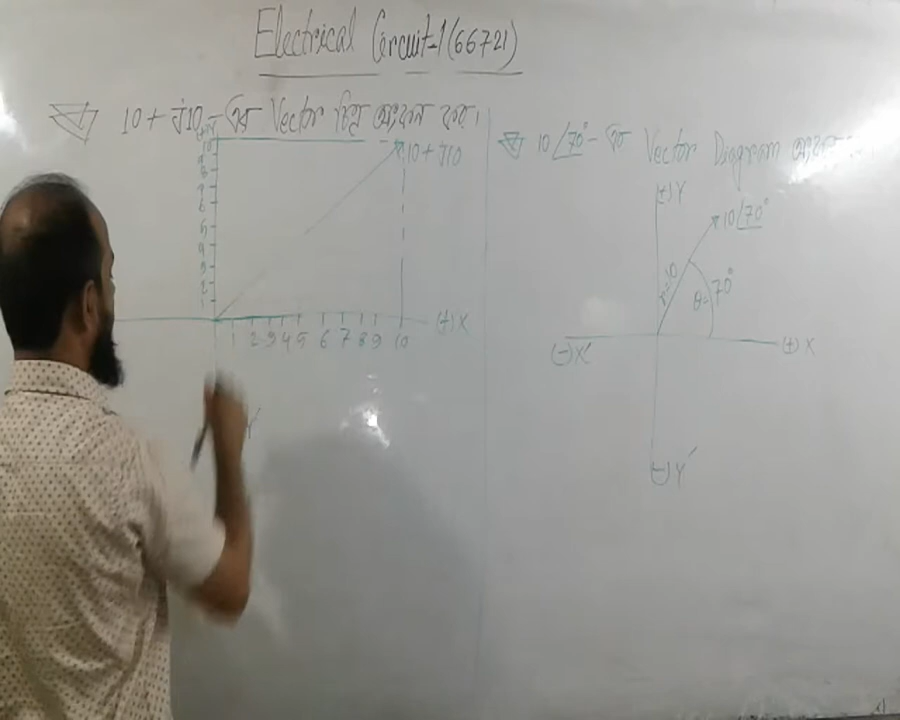 Electrical Circuit-1(66721)
10 + j10 -এর Vector চিত্র অংকন কর।
(+)Y
10
9
8
7
6
5
4
3
2
1
10+j10
1 2 3 4 5 6 7 8 9 10 (+)X
Y′
10∠70° - এর Vector Diagram
(+)Y
10∠70°
r=10
θ=70°
(-)X′ (+)X
(-)Y′